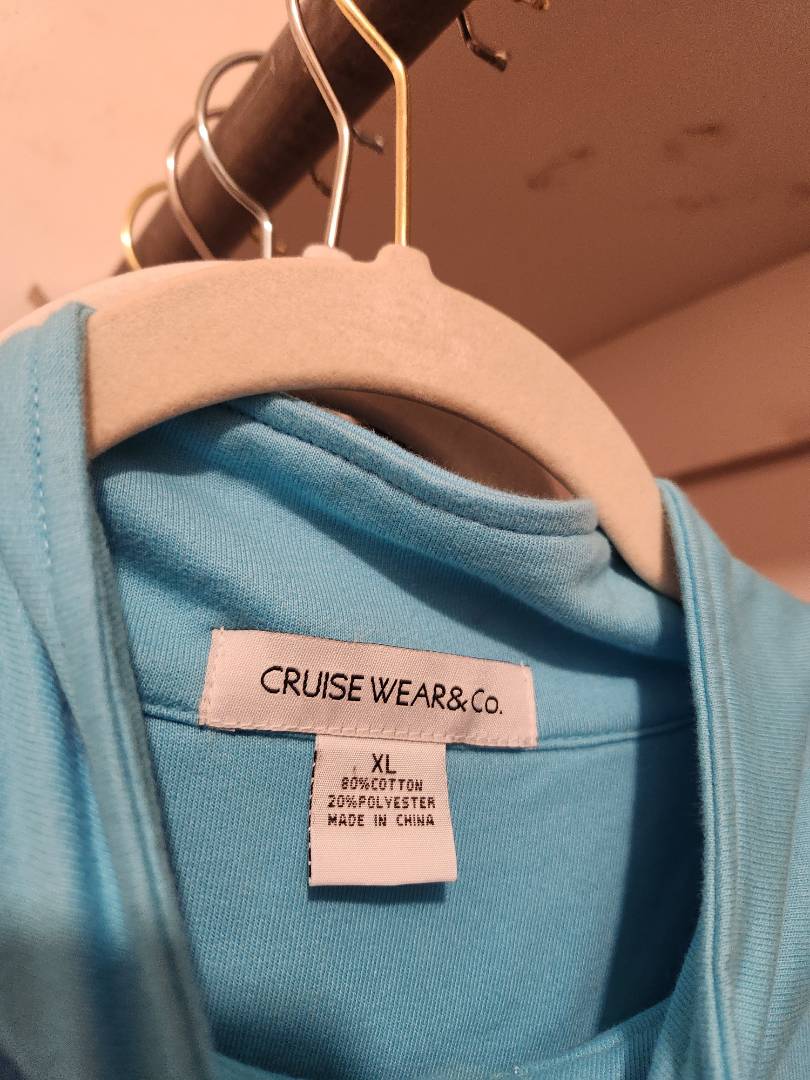 CRUISE WEAR& Co.
XL
80%COTTON
20%POLYESTER
MADE IN CHINA